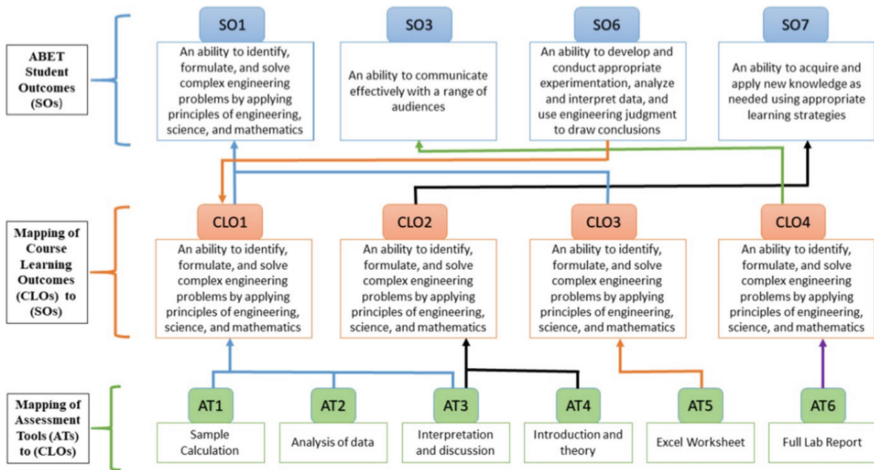 SO1
SO3
SO6
SO7
ABET
Student
Outcomes (SOs)
An ability to identify,
formulate, and solve
complex engineering
problems by applying
principles of engineering,
science, and mathematics
An ability to communicate
effectively with a range of
audiences
An ability to develop and
conduct appropriate
experimentation, analyze
and interpret data, and
use engineering judgment
to draw conclusions
An ability to acquire and
apply new knowledge as
needed using appropriate
learning strategies
CLO1
CLO2
CLO3
CLO4
Mapping of
Course
Learning
Outcomes
(CLOs) to
(SOs)
An ability to identify,
formulate, and solve
complex engineering
problems by applying
principles of engineering,
science, and mathematics
An ability to identify,
formulate, and solve
complex engineering
problems by applying
principles of engineering,
science, and mathematics
An ability to identify,
formulate, and solve
complex engineering
problems by applying
principles of engineering,
science, and mathematics
An ability to identify,
formulate, and solve
complex engineering
problems by applying
principles of engineering,
science, and mathematics
Mapping of
Assessment
Tools (ATs)
to (CLOs)
AT1
AT2
AT3
AT4
AT5
AT6
Sample
Calculation
Analysis of data
Interpretation
and discussion
Introduction and
theory
Excel Worksheet
Full Lab Report